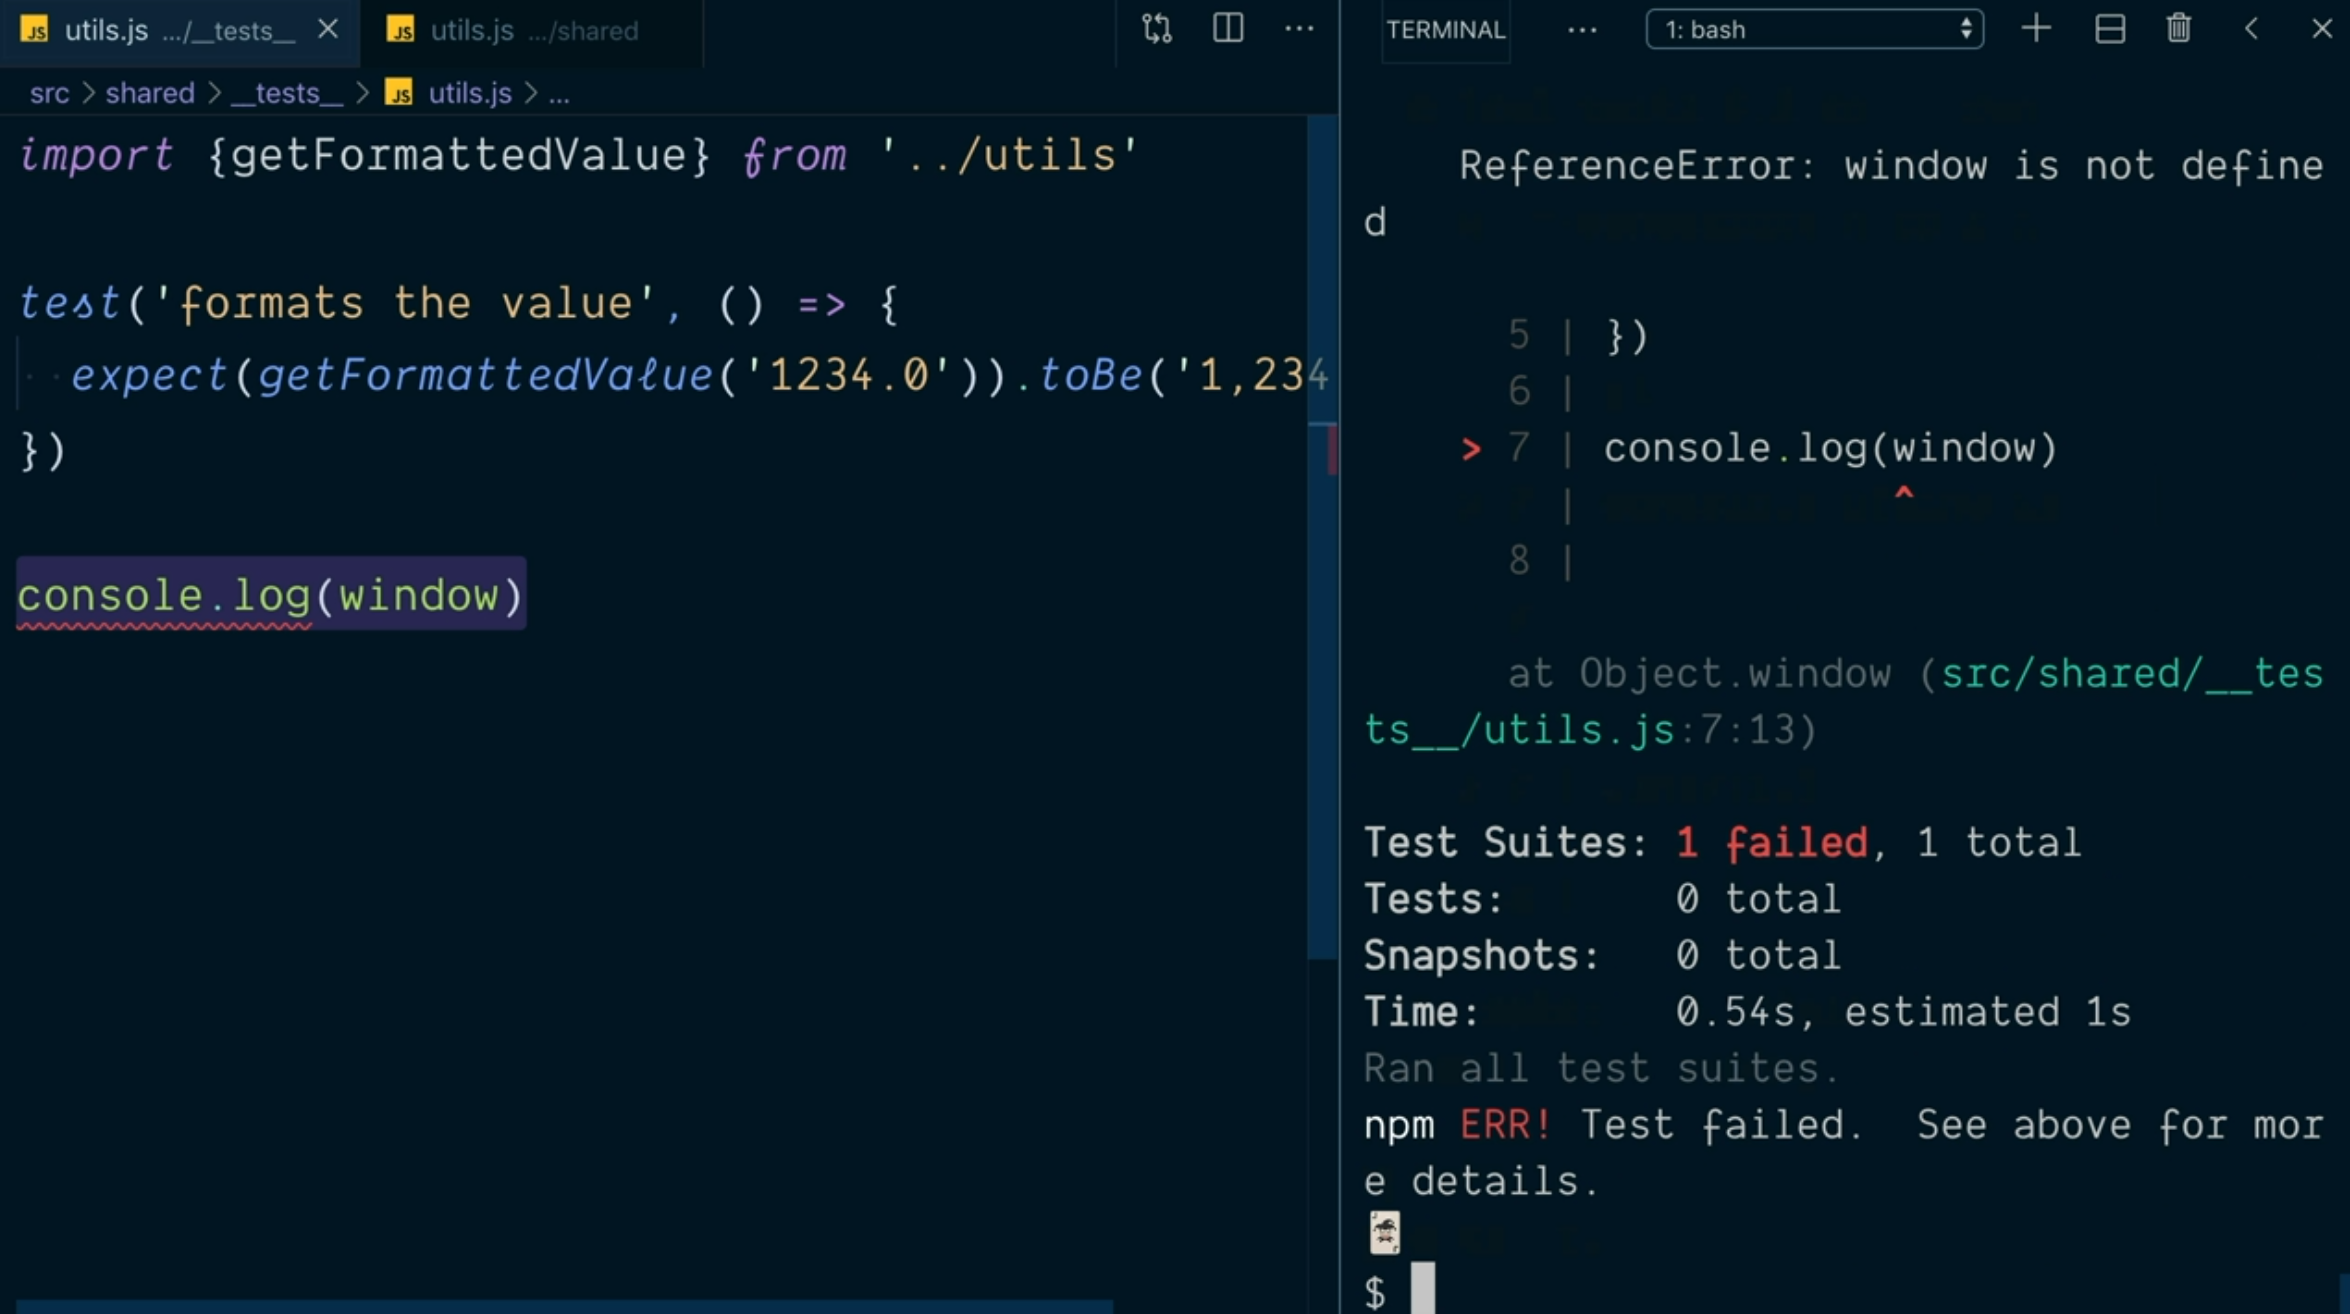 JS utils.js .../__tests__ JS utils.js .../shared
src > shared > __tests__ > JS utils.js > ...
import {getFormattedValue} from '../utils'
test('formats the value', () => {
expect(getFormattedValue('1234.0')).toBe('1,234
})
console.log(window)
TERMINAL ... 1: bash
ReferenceError: window is not define
d
5 | })
6 |
> 7 | console.log(window)
| ^
8 |
at Object.window (src/shared/__tes
ts__/utils.js:7:13)
Test Suites: 1 failed, 1 total
Tests: 0 total
Snapshots: 0 total
Time: 0.54s, estimated 1s
Ran all test suites.
npm ERR! Test failed.  See above for mor
e details.
🃏
$